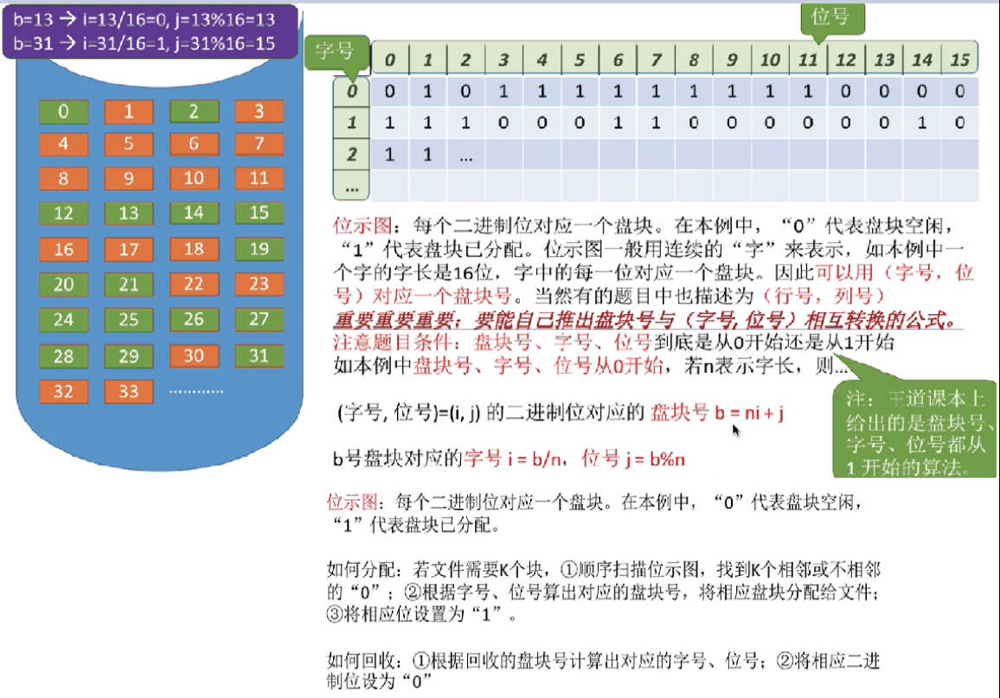 b=13 → i=13/16=0, j=13%16=13
b=31 → i=31/16=1, j=31%16=15
0 1 2 3
4 5 6 7
8 9 10 11
12 13 14 15
16 17 18 19
20 21 22 23
24 25 26 27
28 29 30 31
32 33 …………
位号
字号
0 1 2 3 4 5 6 7 8 9 10 11 12 13 14 15
0 0 1 0 1 1 1 1 1 1 1 1 1 0 0 0 0
1 1 1 1 0 0 0 1 1 0 0 0 0 0 0 1 0
2 1 1 ...
...
位示图：每个二进制位对应一个盘块。在本例中，“0”代表盘块空闲，
“1”代表盘块已分配。位示图一般用连续的“字”来表示，如本例中一
个字的字长是16位，字中的每一位对应一个盘块。因此可以用（字号，位
号）对应一个盘块号。当然有的题目中也描述为（行号，列号）
重要重要重要：要能自己推出盘块号与（字号, 位号）相互转换的公式。
注意题目条件：盘块号、字号、位号到底是从0开始还是从1开始
如本例中盘块号、字号、位号从0开始，若n表示字长，则...
(字号, 位号)=(i, j) 的二进制位对应的 盘块号 b = ni + j
b号盘块对应的字号 i = b/n，位号 j = b%n
注：王道课本上
给出的是盘块号、
字号、位号都从
1 开始的算法。
位示图：每个二进制位对应一个盘块。在本例中，“0”代表盘块空闲，
“1”代表盘块已分配。
如何分配：若文件需要K个块，①顺序扫描位示图，找到K个相邻或不相邻
的“0”；②根据字号、位号算出对应的盘块号，将相应盘块分配给文件；
③将相应位设置为“1”。
如何回收：①根据回收的盘块号计算出对应的字号、位号；②将相应二进
制位设为“0”